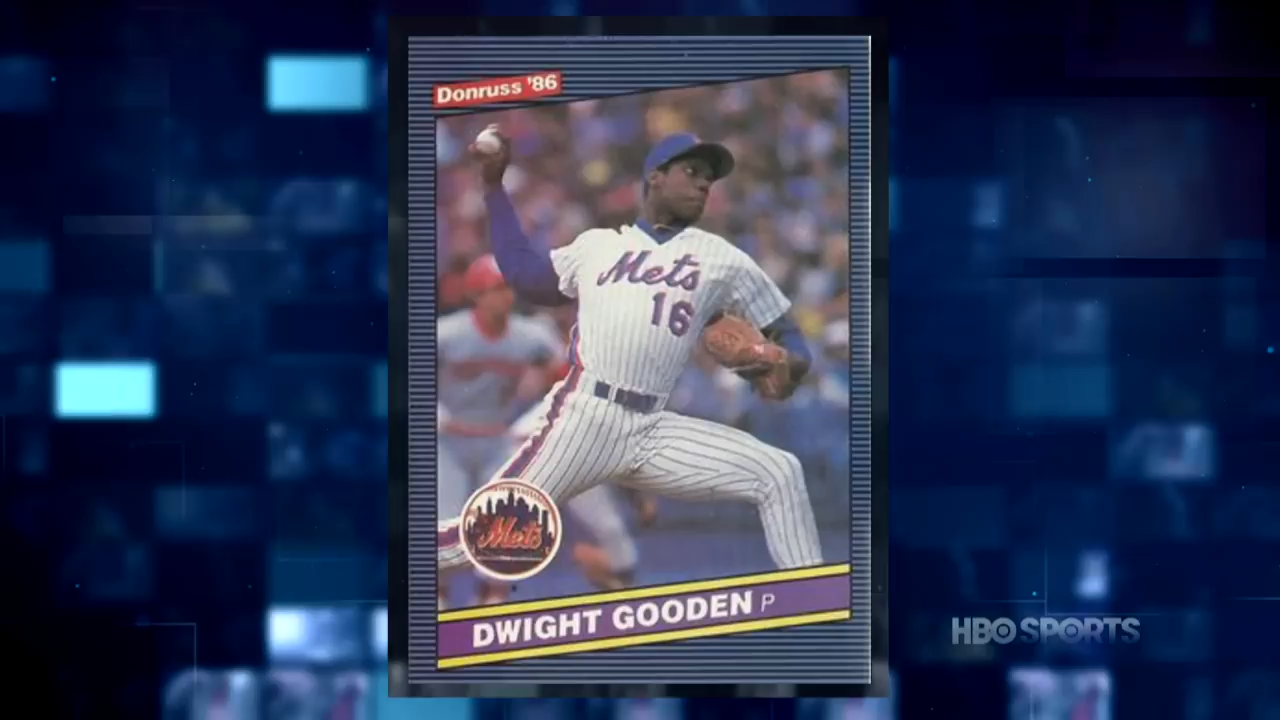 Donruss '86
Mets
16
Mets
DWIGHT GOODEN P
HBO SPORTS